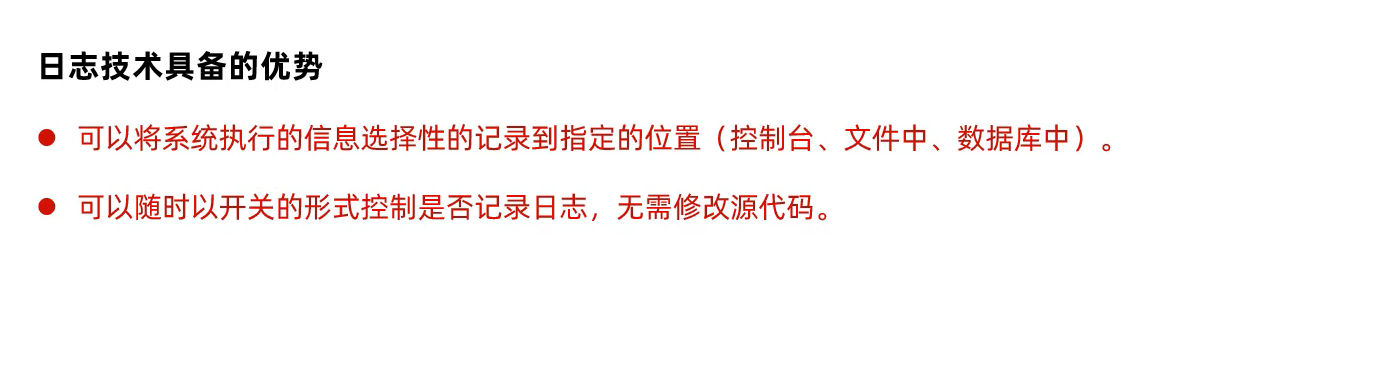 日志技术具备的优势
● 可以将系统执行的信息选择性的记录到指定的位置（控制台、文件中、数据库中）。
● 可以随时以开关的形式控制是否记录日志，无需修改源代码。